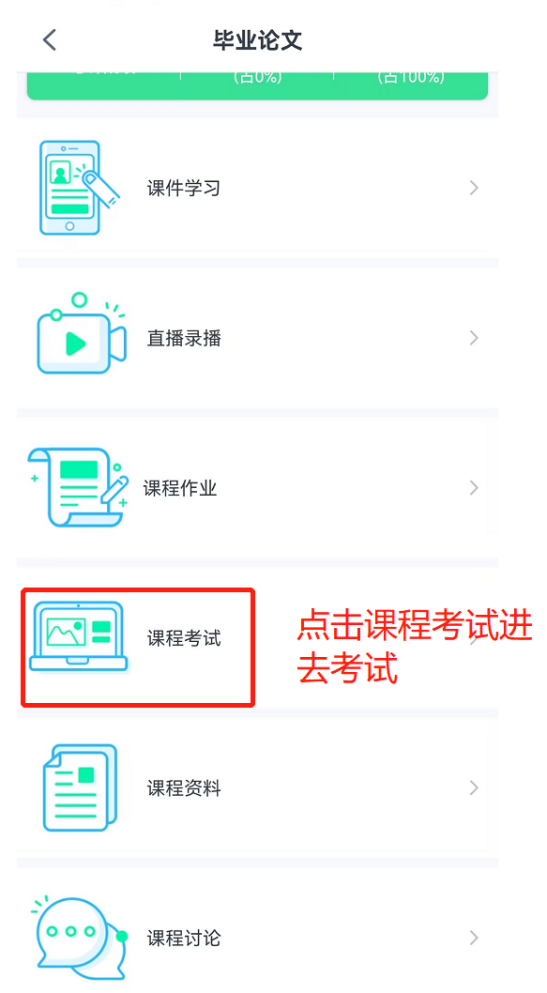 毕业论文
(占0%)
(占100%)
课件学习
直播录播
课程作业
课程考试
点击课程考试进
去考试
课程资料
课程讨论